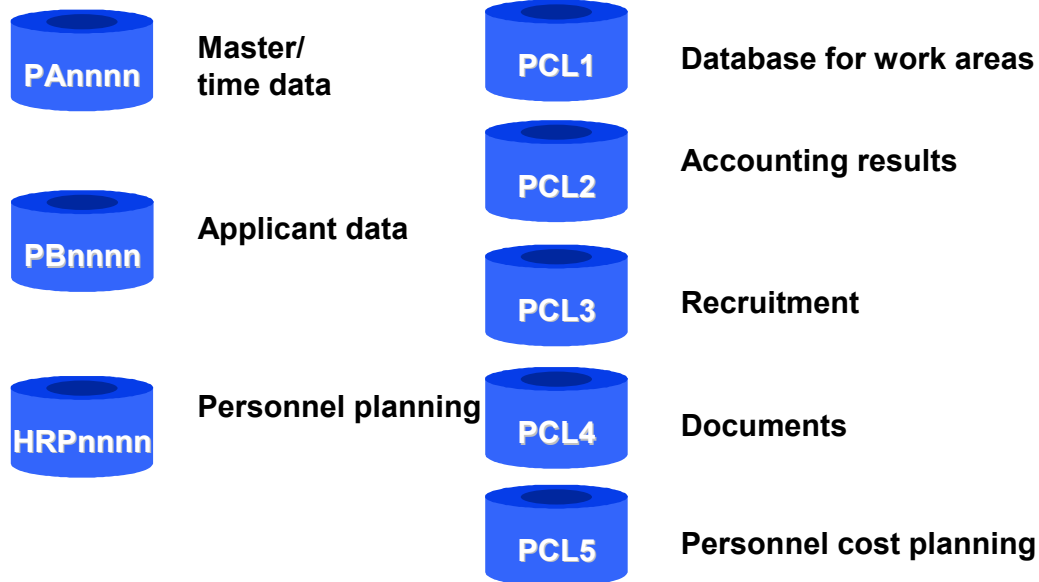 PAnnnn
Master/
time data
PBnnnn
Applicant data
HRPnnnn
Personnel planning
PCL1
Database for work areas
PCL2
Accounting results
PCL3
Recruitment
PCL4
Documents
PCL5
Personnel cost planning